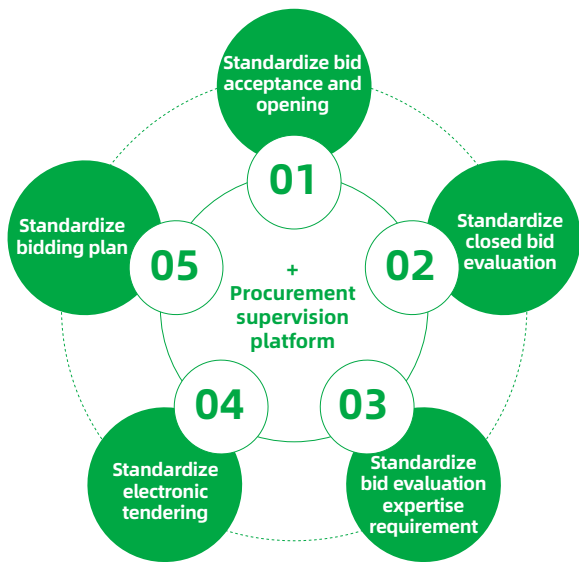 Standardize bid
acceptance and
opening
01
Standardize
closed bid
evaluation
02
Standardize
bid evaluation
expertise
requirement
03
Standardize
electronic
tendering
04
Standardize
bidding plan
05
+
Procurement
supervision
platform